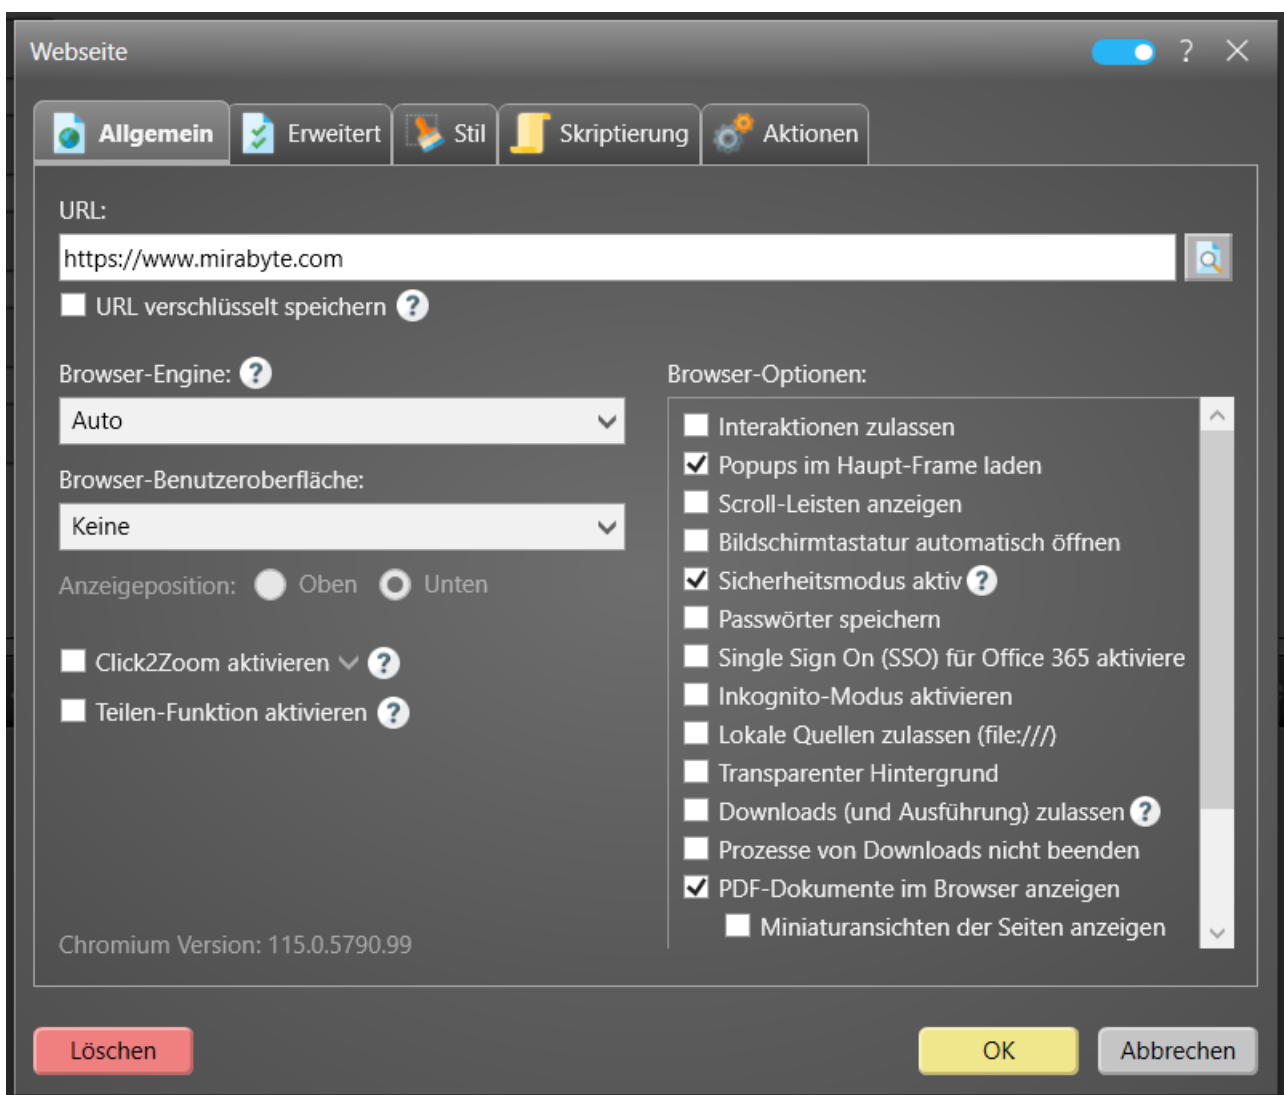 Webseite
?
Allgemein Erweitert Stil Skriptierung Aktionen
URL:
https://www.mirabyte.com
URL verschlüsselt speichern ?
Browser-Engine: ?
Auto
Browser-Benutzeroberfläche:
Keine
Anzeigeposition: Oben Unten
Click2Zoom aktivieren ?
Teilen-Funktion aktivieren ?
Chromium Version: 115.0.5790.99
Browser-Optionen:
Interaktionen zulassen
Popups im Haupt-Frame laden
Scroll-Leisten anzeigen
Bildschirmtastatur automatisch öffnen
Sicherheitsmodus aktiv ?
Passwörter speichern
Single Sign On (SSO) für Office 365 aktiviere
Inkognito-Modus aktivieren
Lokale Quellen zulassen (file:///)
Transparenter Hintergrund
Downloads (und Ausführung) zulassen ?
Prozesse von Downloads nicht beenden
PDF-Dokumente im Browser anzeigen
Miniaturansichten der Seiten anzeigen
Löschen OK Abbrechen